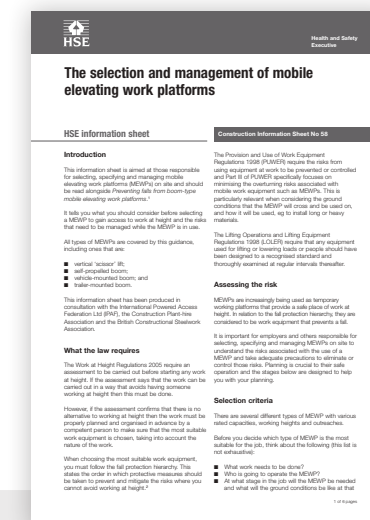 HSE
Health and Safety
Executive
The selection and management of mobile
elevating work platforms
HSE information sheet
Construction Information Sheet No 58
Introduction
This information sheet is aimed at those responsible
for selecting, specifying and managing mobile
elevating work platforms (MEWPs) on site and should
be read alongside Preventing falls from boom-type
mobile elevating work platforms.¹
It tells you what you should consider before selecting
a MEWP to gain access to work at height and the risks
that need to be managed while the MEWP is in use.
All types of MEWPs are covered by this guidance,
including ones that are:
■ vertical 'scissor' lift;
■ self-propelled boom;
■ vehicle-mounted boom; and
■ trailer-mounted boom.
This information sheet has been produced in
consultation with the International Powered Access
Federation Ltd (IPAF), the Construction Plant-hire
Association and the British Constructional Steelwork
Association.
What the law requires
The Work at Height Regulations 2005 require an
assessment to be carried out before starting any work
at height. If the assessment says that the work can be
carried out in a way that avoids having someone
working at height then this must be done.
However, if the assessment confirms that there is no
alternative to working at height then the work must be
properly planned and organised in advance by a
competent person to make sure that the most suitable
work equipment is chosen, taking into account the
nature of the work.
When choosing the most suitable work equipment,
you must follow the fall protection hierarchy. This
states the order in which protective measures should
be taken to prevent and mitigate the risks where you
cannot avoid working at height.²
The Provision and Use of Work Equipment
Regulations 1998 (PUWER) require the risks from
using equipment at work to be prevented or controlled
and Part III of PUWER specifically focuses on
minimising the overturning risks associated with
mobile work equipment such as MEWPs. This is
particularly relevant when considering the ground
conditions that the MEWP will cross and be used on,
and how it will be used, eg to install long or heavy
materials.
The Lifting Operations and Lifting Equipment
Regulations 1998 (LOLER) require that any equipment
used for lifting or lowering loads or people should have
been designed to a recognised standard and
thoroughly examined at regular intervals thereafter.
Assessing the risk
MEWPs are increasingly being used as temporary
working platforms that provide a safe place of work at
height. In relation to the fall protection hierarchy, they are
considered to be work equipment that prevents a fall.
It is important for employers and others responsible for
selecting, specifying and managing MEWPs on site to
understand the risks associated with the use of a
MEWP and take adequate precautions to eliminate or
control those risks. Planning is crucial to their safe
operation and the stages below are designed to help
you with your planning.
Selection criteria
There are several different types of MEWP with various
rated capacities, working heights and outreaches.
Before you decide which type of MEWP is the most
suitable for the job, think about the following (this list is
not exhaustive):
■ What work needs to be done?
■ Who is going to operate the MEWP?
■ At what stage in the job will the MEWP be needed
and what will the ground conditions be like at that
1 of 6 pages